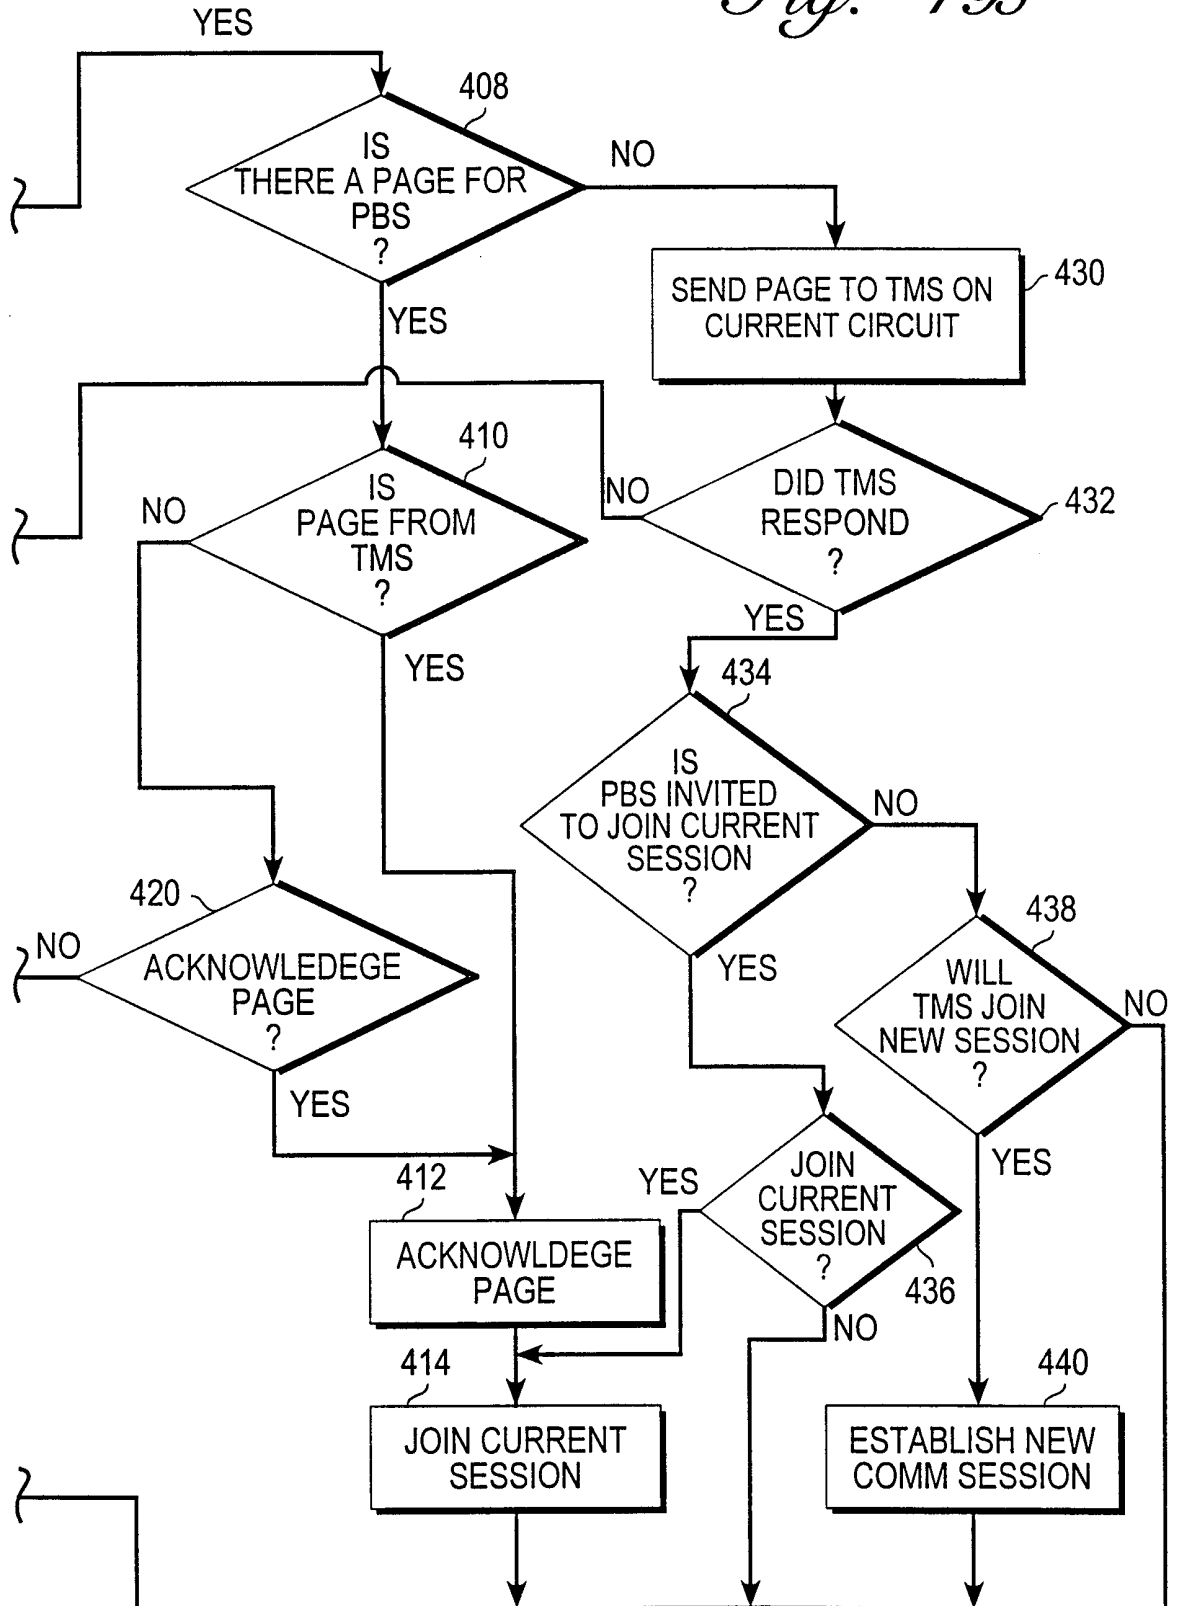 YES
408
IS
THERE A PAGE FOR
PBS
?
NO
YES
430
SEND PAGE TO TMS ON
CURRENT CIRCUIT
410
IS
PAGE FROM
TMS
?
NO
YES
NO
DID TMS
RESPOND
?
432
YES
434
IS
PBS INVITED
TO JOIN CURRENT
SESSION
?
NO
YES
420
NO
ACKNOWLEDEGE
PAGE
?
YES
438
WILL
TMS JOIN
NEW SESSION
?
NO
YES
412
ACKNOWLDEGE
PAGE
YES
JOIN
CURRENT
SESSION
?
436
NO
414
JOIN CURRENT
SESSION
440
ESTABLISH NEW
COMM SESSION